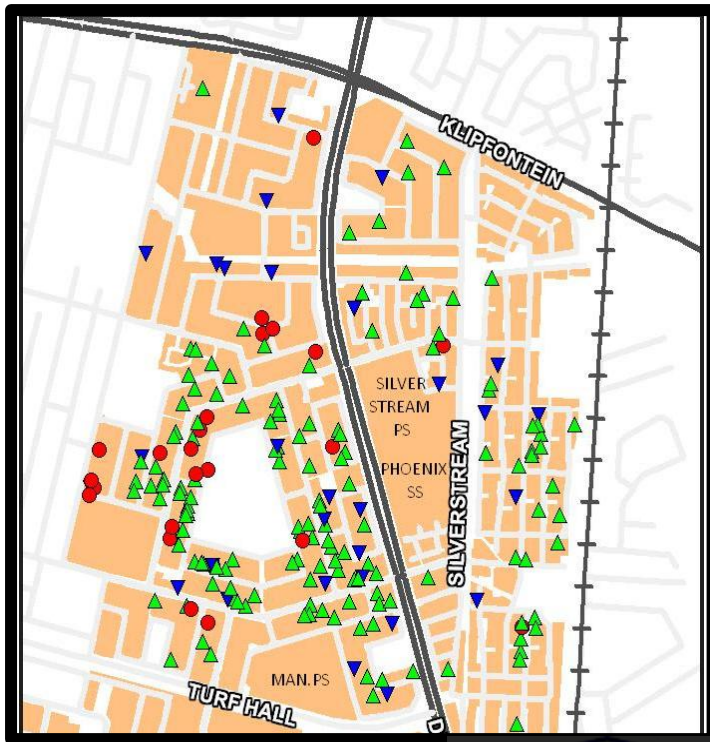 KLIPFONTEIN
SILVER
STREAM
PS
PHOENIX
SS
SILVERSTREAM
MAN. PS
TURF HALL
D